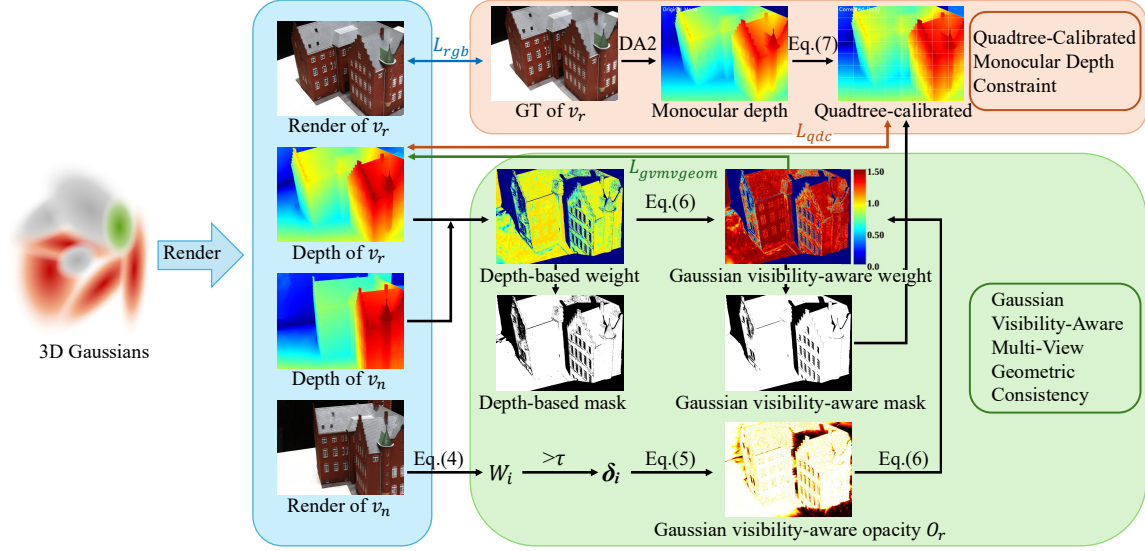 3D Gaussians
Render
Render of v_r
Depth of v_r
Depth of v_n
Render of v_n
L_rgb
GT of v_r
DA2
Monocular depth
Eq.(7)
Quadtree-calibrated
Quadtree-Calibrated
Monocular Depth
Constraint
L_qdc
L_gvmvgeom
Depth-based weight
Eq.(6)
Gaussian visibility-aware weight
1.50
1.00
0.50
0.0
Depth-based mask
Gaussian visibility-aware mask
Gaussian
Visibility-Aware
Multi-View
Geometric
Consistency
Eq.(4)
W_i
>τ
δ_i
Eq.(5)
Eq.(6)
Gaussian visibility-aware opacity O_r